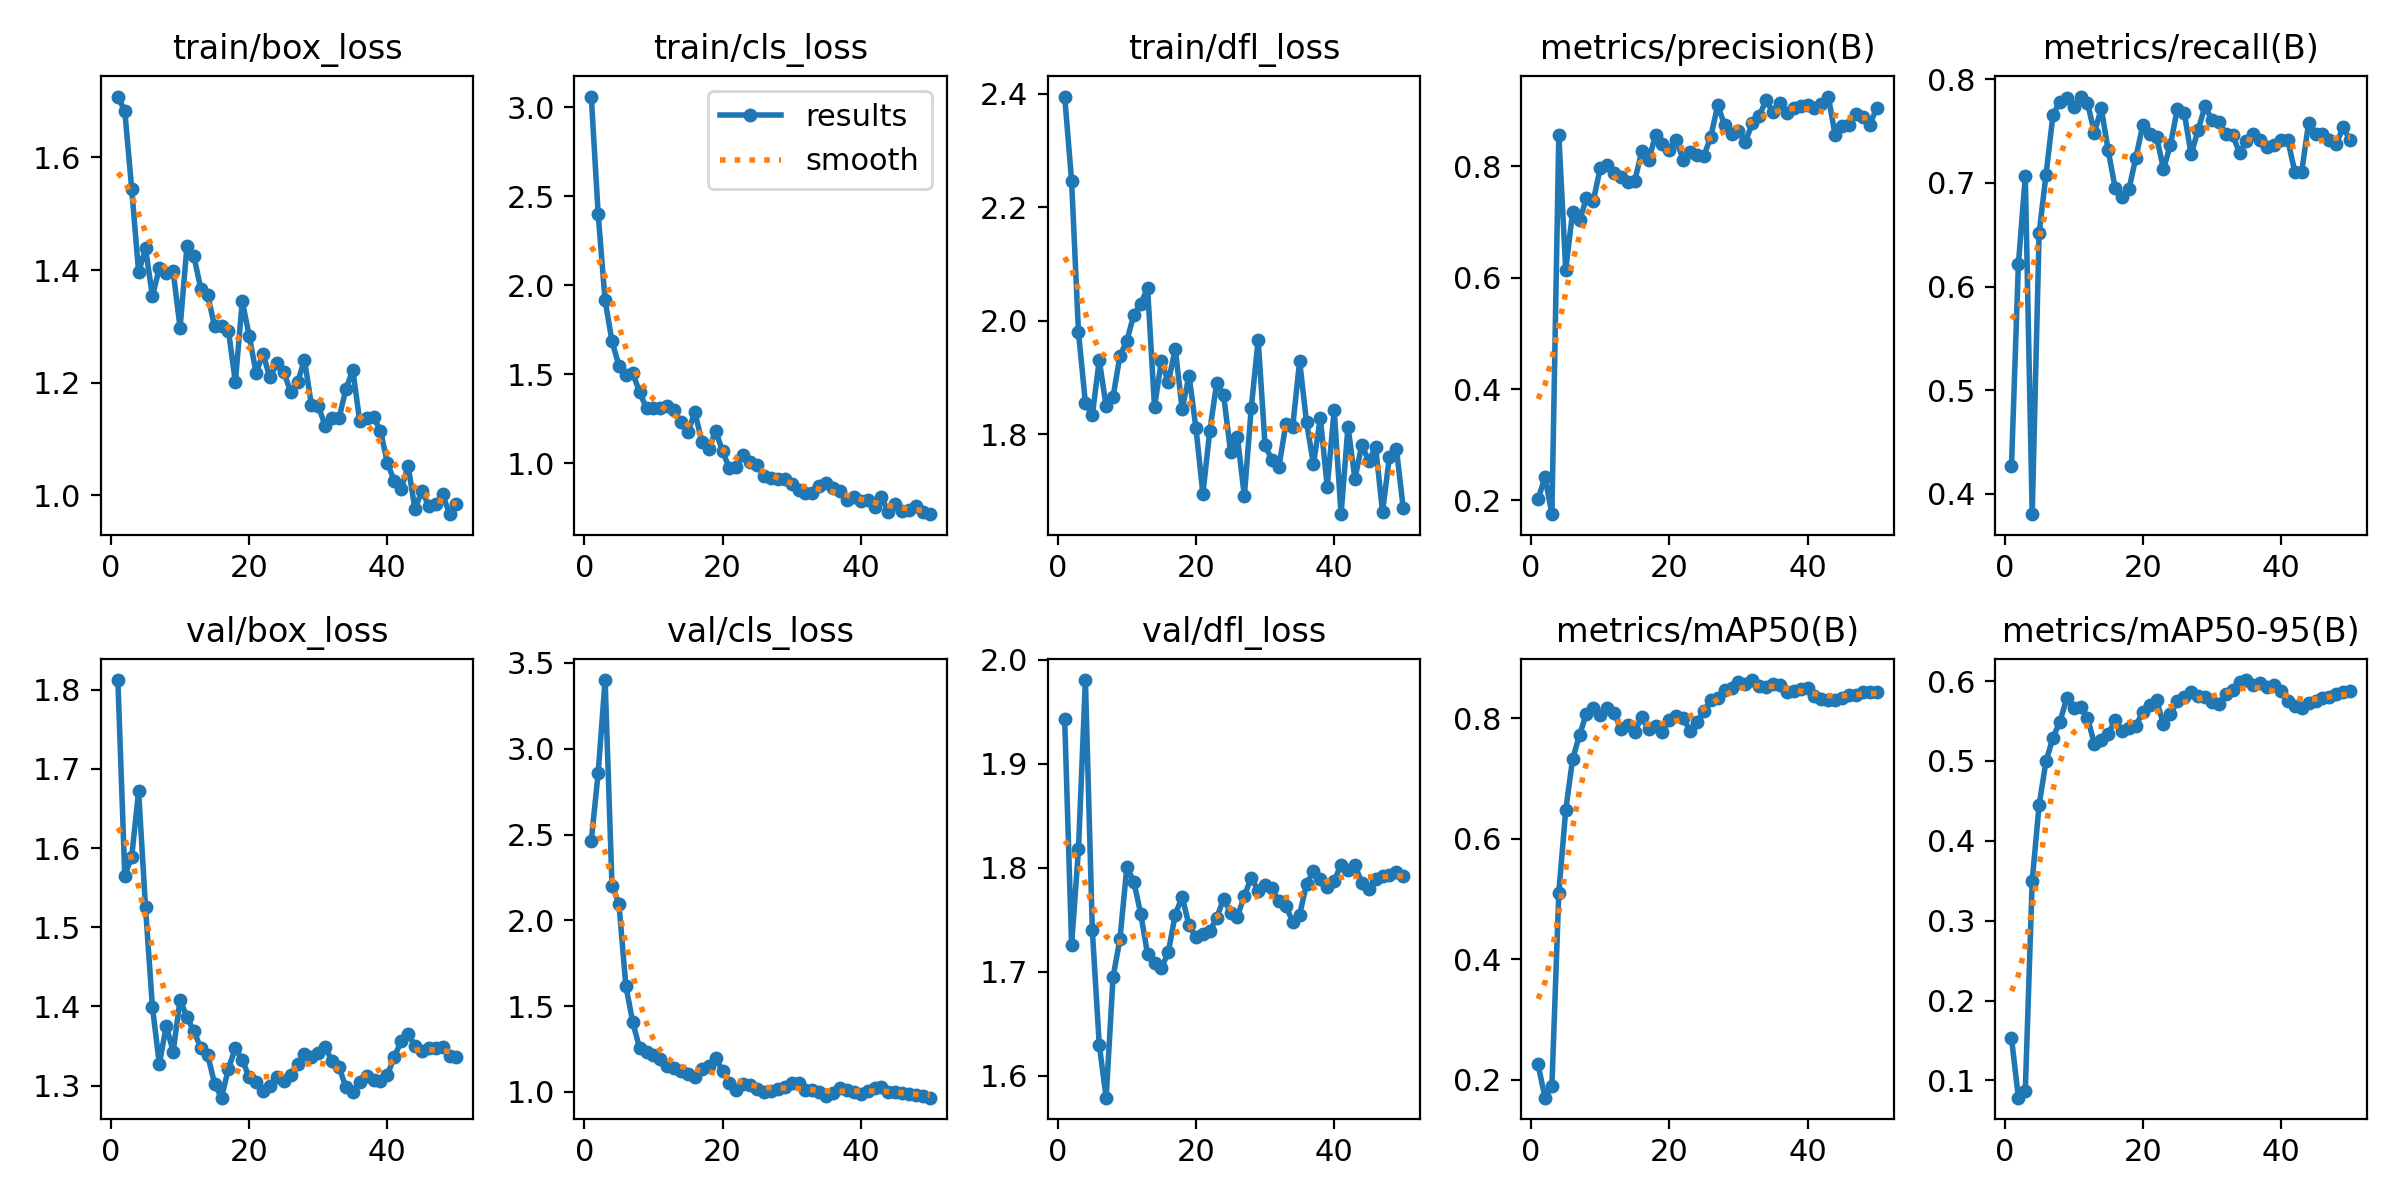 train/box_loss
1.6
1.4
1.2
1.0
0 20 40
train/cls_loss
results
smooth
3.0
2.5
2.0
1.5
1.0
0 20 40
train/dfl_loss
2.4
2.2
2.0
1.8
0 20 40
metrics/precision(B)
0.8
0.6
0.4
0.2
0 20 40
metrics/recall(B)
0.8
0.7
0.6
0.5
0.4
0 20 40
val/box_loss
1.8
1.7
1.6
1.5
1.4
1.3
0 20 40
val/cls_loss
3.5
3.0
2.5
2.0
1.5
1.0
0 20 40
val/dfl_loss
2.0
1.9
1.8
1.7
1.6
0 20 40
metrics/mAP50(B)
0.8
0.6
0.4
0.2
0 20 40
metrics/mAP50-95(B)
0.6
0.5
0.4
0.3
0.2
0.1
0 20 40